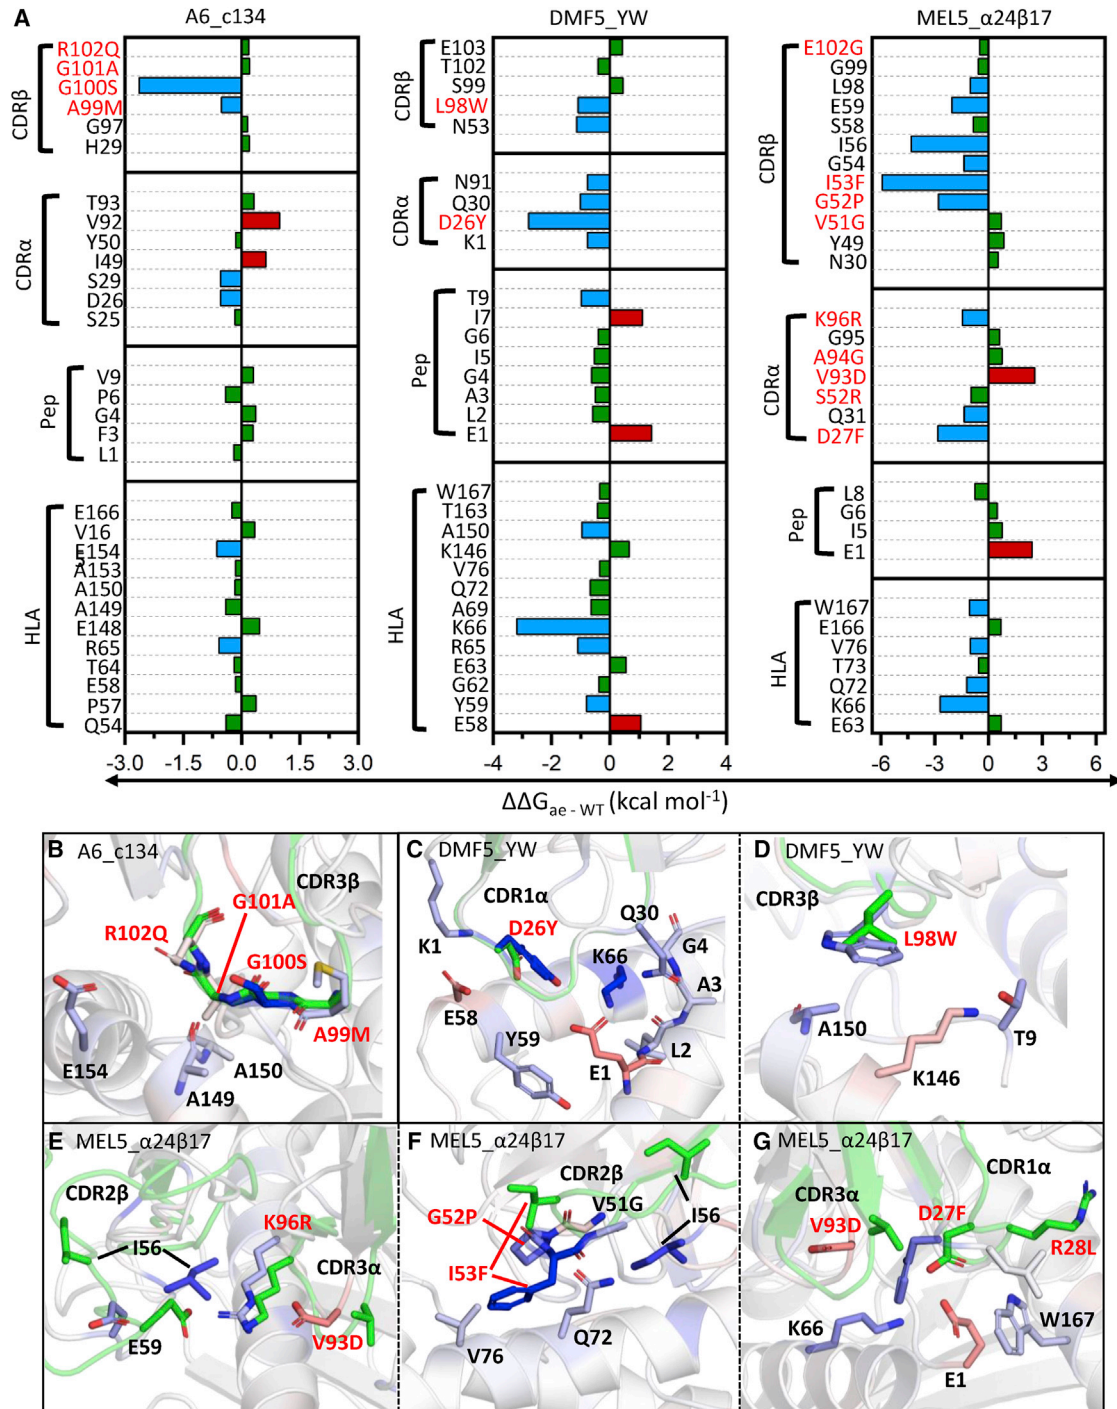 A
A6_c134
DMF5_YW
MEL5_α24β17
CDRβ
R102Q
G101A
G100S
A99M
G97
H29
CDRα
T93
V92
Y50
I49
S29
D26
S25
Pep
V9
P6
G4
F3
L1
HLA
E166
V16
E154
5
A153
A150
A149
E148
R65
T64
E58
P57
Q54
-3.0 -1.5 0.0 1.5 3.0
CDRβ
E103
T102
S99
L98W
N53
CDRα
N91
Q30
D26Y
K1
Pep
T9
I7
G6
I5
G4
A3
L2
E1
HLA
W167
T163
A150
K146
V76
Q72
A69
K66
R65
E63
G62
Y59
E58
-4 -2 0 2 4
CDRβ
E102G
G99
L98
E59
S58
I56
G54
I53F
G52P
V51G
Y49
N30
CDRα
K96R
G95
A94G
V93D
S52R
Q31
D27F
Pep
L8
G6
I5
E1
HLA
W167
E166
V76
T73
Q72
K66
E63
-6 -3 0 3 6
ΔΔGae - WT (kcal mol-1)
B A6_c134
CDR3β
G101A
R102Q
G100S
A99M
E154
A150
A149
C DMF5_YW
CDR1α
D26Y
Q30
G4
K1
K66
A3
E58
Y59
L2
E1
D DMF5_YW
CDR3β
L98W
A150
T9
K146
E MEL5_α24β17
CDR2β
K96R
I56
CDR3α
E59
V93D
F MEL5_α24β17
CDR2β
V51G
G52P
I56
I53F
Q72
V76
G MEL5_α24β17
CDR1α
CDR3α
V93D
D27F
R28L
K66
W167
E1